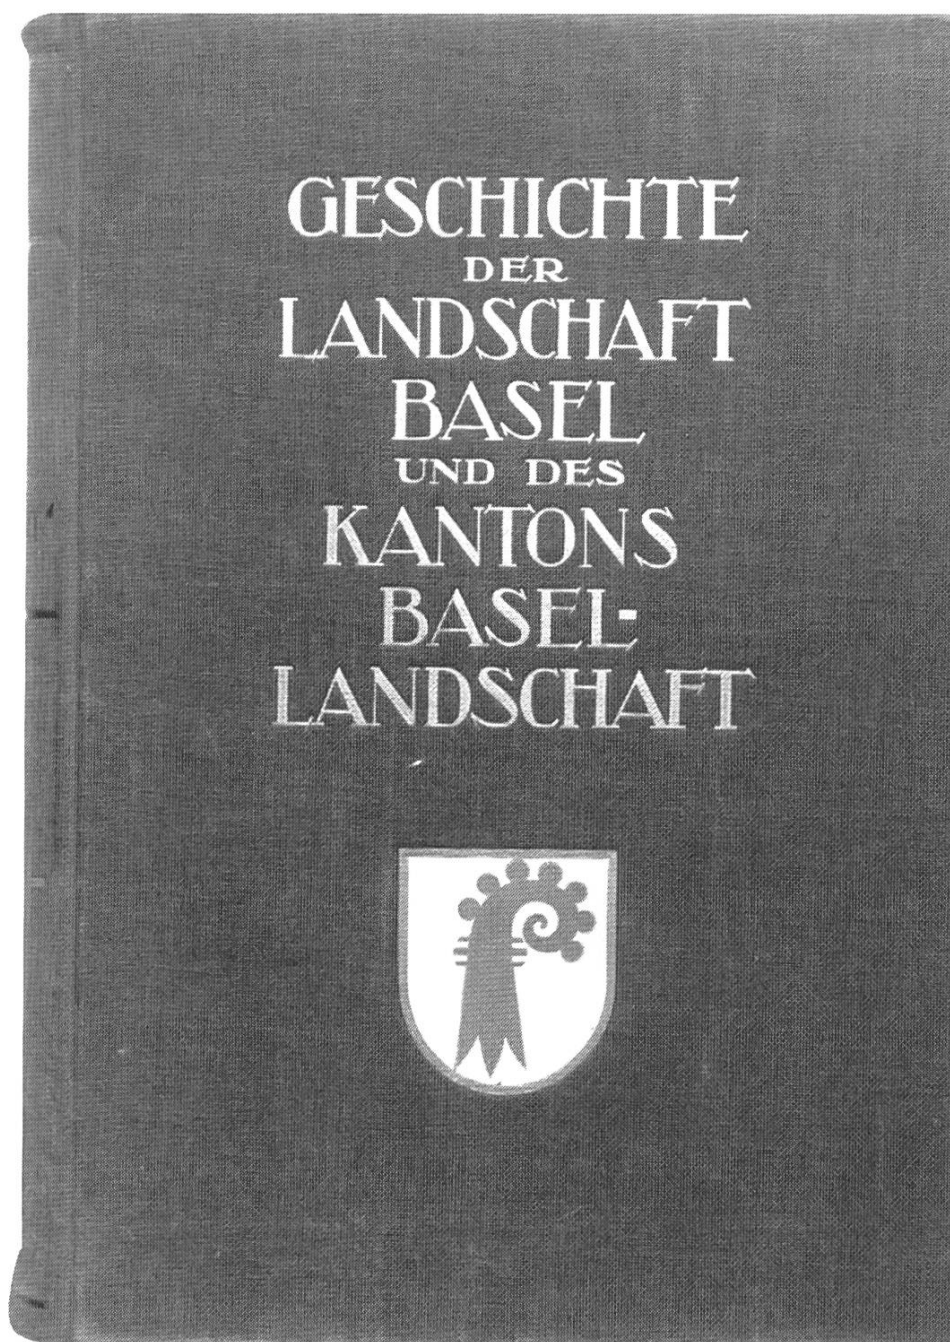 GESCHICHTE
DER
LANDSCHAFT
BASEL
UND DES
KANTONS
BASEL-
LANDSCHAFT